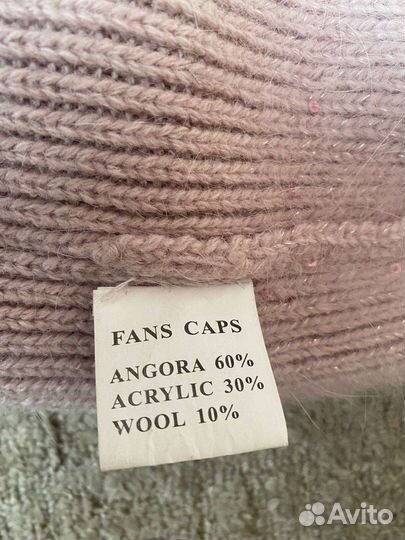 FANS CAPS
ANGORA 60%
ACRYLIC 30%
WOOL 10%
Avito